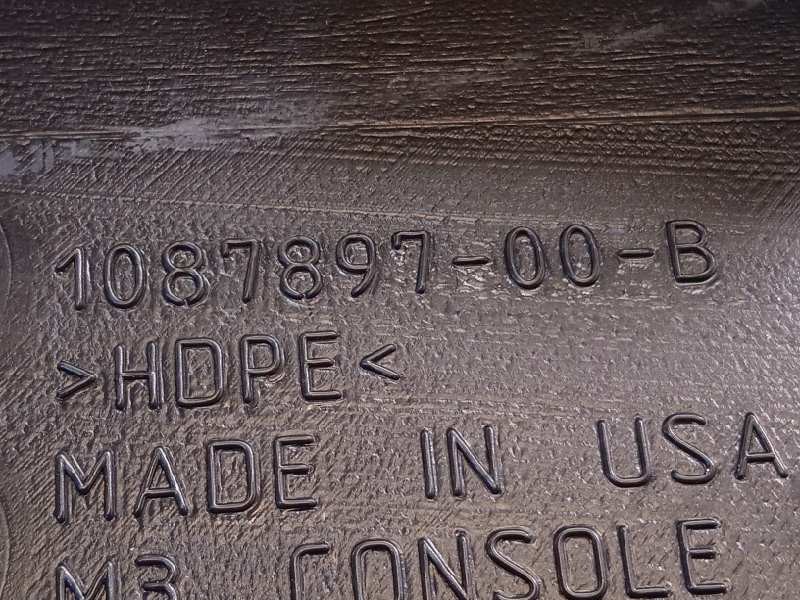 1087897-00-B
>HDPE<
MADE IN USA
M3 CONSOLE